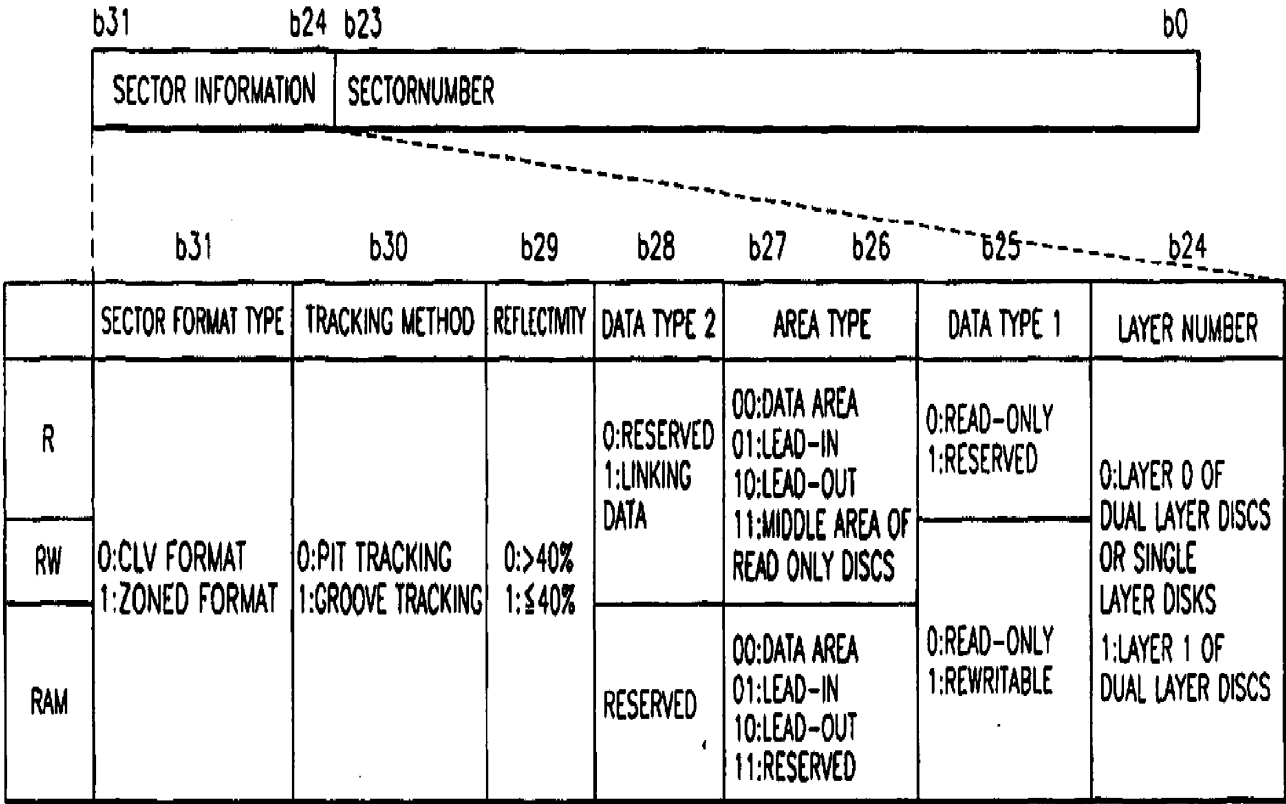 b31 b24 b23 b0
SECTOR INFORMATION SECTORNUMBER
b31 b30 b29 b28 b27 b26 b25 b24
SECTOR FORMAT TYPE TRACKING METHOD REFLECTIVITY DATA TYPE 2 AREA TYPE DATA TYPE 1 LAYER NUMBER
R
RW
RAM
0:CLV FORMAT
1:ZONED FORMAT
0:PIT TRACKING
1:GROOVE TRACKING
0:>40%
1:≦40%
0:RESERVED
1:LINKING
DATA
RESERVED
00:DATA AREA
01:LEAD-IN
10:LEAD-OUT
11:MIDDLE AREA OF
READ ONLY DISCS
00:DATA AREA
01:LEAD-IN
10:LEAD-OUT
11:RESERVED
0:READ-ONLY
1:RESERVED
0:READ-ONLY
1:REWRITABLE
0:LAYER 0 OF
DUAL LAYER DISCS
OR SINGLE
LAYER DISKS
1:LAYER 1 OF
DUAL LAYER DISCS